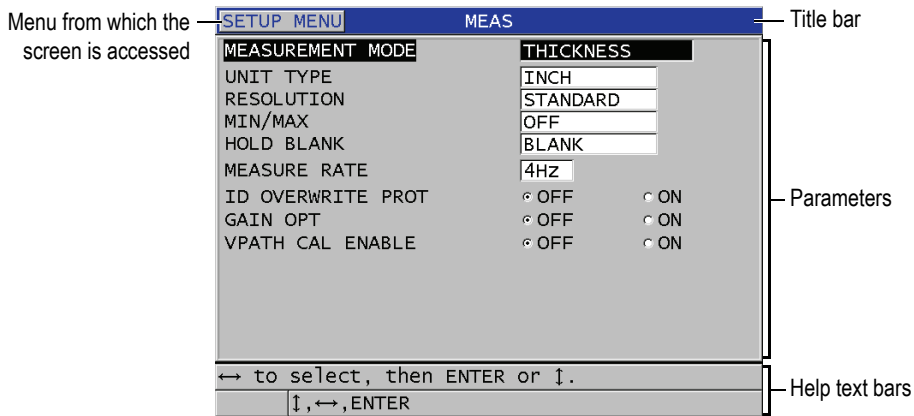 Menu from which the
screen is accessed
SETUP MENU MEAS
Title bar
MEASUREMENT MODE THICKNESS
UNIT TYPE INCH
RESOLUTION STANDARD
MIN/MAX OFF
HOLD BLANK BLANK
MEASURE RATE 4Hz
ID OVERWRITE PROT OFF ON
GAIN OPT OFF ON
VPATH CAL ENABLE OFF ON
Parameters
↔ to select, then ENTER or ↕.
↕,↔,ENTER
Help text bars